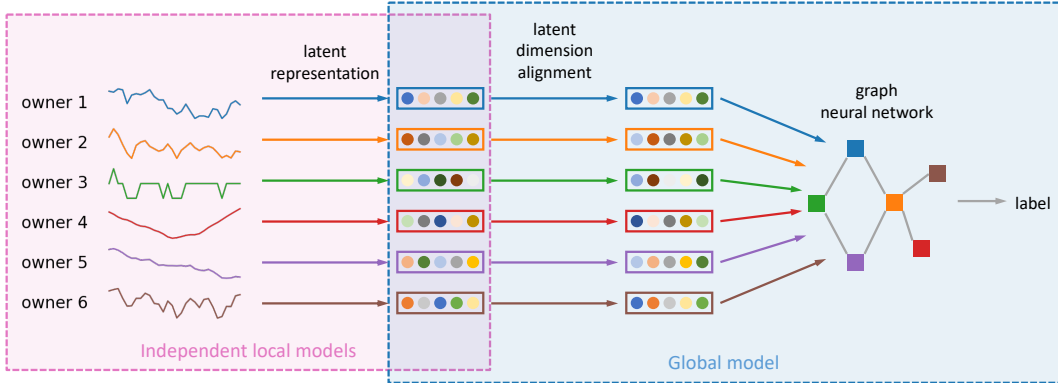 latent
representation
latent
dimension
alignment
graph
neural network
owner 1
owner 2
owner 3
owner 4
owner 5
owner 6
label
Independent local models
Global model